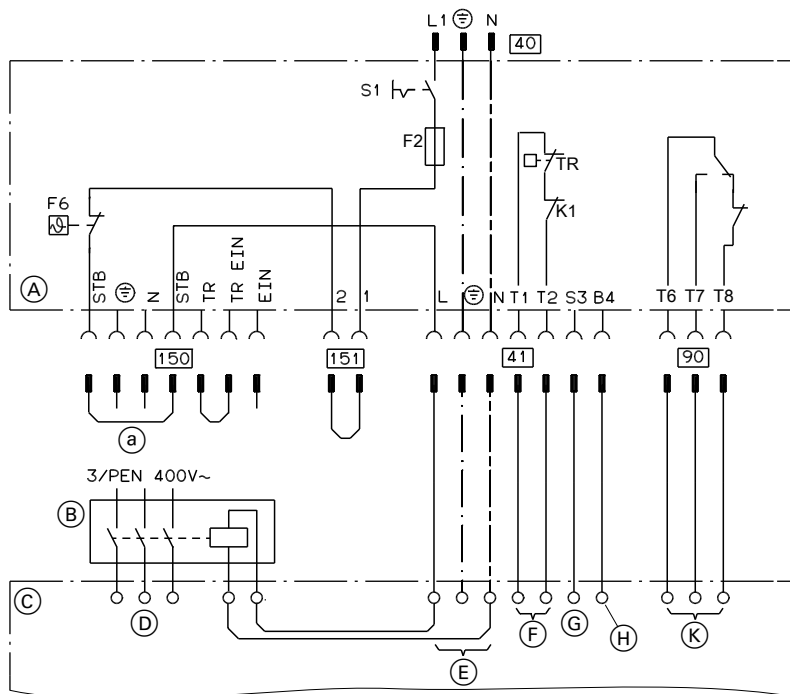 L1 ⏚ N 40
S1
F2
TR
F6
K1
A
STB ⏚ N STB TR TR EIN EIN 2 1 L ⏚ N T1 T2 S3 B4 T6 T7 T8
150 151 41 90
a
3/PEN 400V~
B
C
D F G H K
E